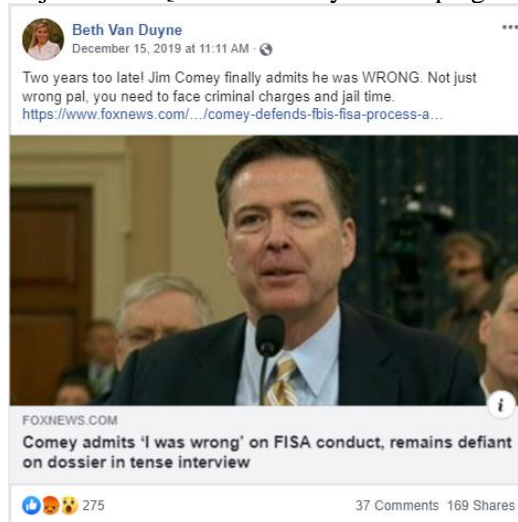 Beth Van Duyne
December 15, 2019 at 11:11 AM ·
Two years too late! Jim Comey finally admits he was WRONG. Not just
wrong pal, you need to face criminal charges and jail time.
https://www.foxnews.com/.../comey-defends-fbis-fisa-process-a...
i
FOXNEWS.COM
Comey admits 'I was wrong' on FISA conduct, remains defiant
on dossier in tense interview
275
37 Comments 169 Shares